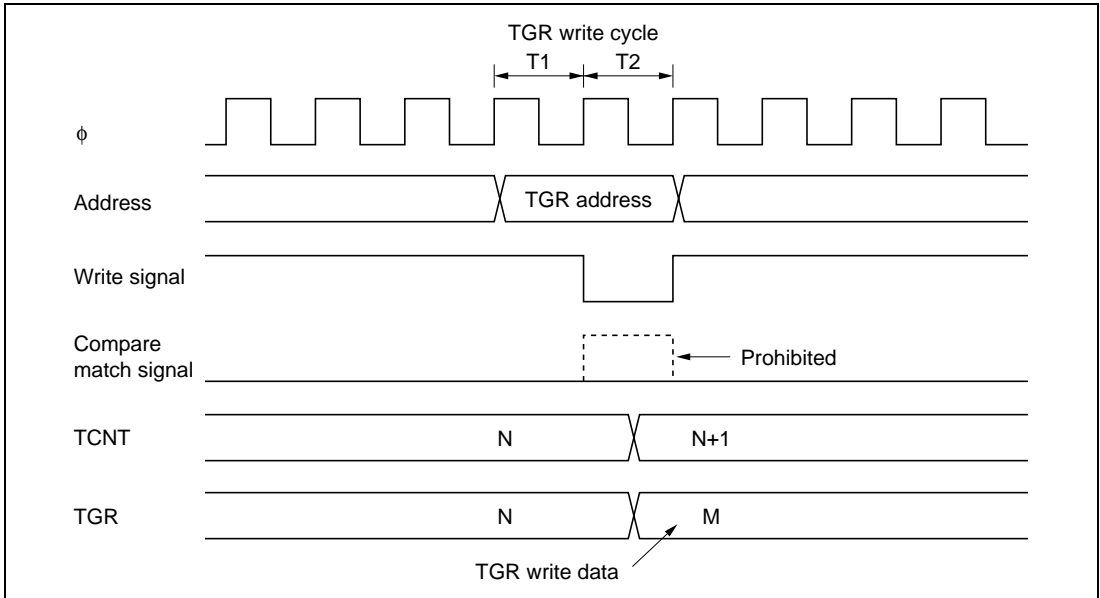 TGR write cycle
T1 T2
ϕ
Address TGR address
Write signal
Compare
match signal Prohibited
TCNT N N+1
TGR N M
TGR write data